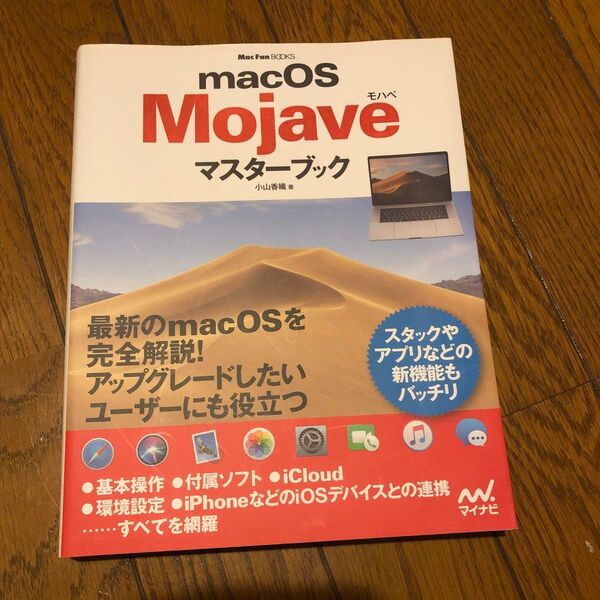 Mac Fan BOOKS
macOS
モハベ
Mojave
マスターブック
小山香織 著
最新のmacOSを
完全解説!
アップグレードしたい
ユーザーにも役立つ
スタックや
アプリなどの
新機能も
バッチリ
●基本操作 ●付属ソフト ●iCloud
●環境設定 ●iPhoneなどのiOSデバイスとの連携
……すべてを網羅
マイナビ